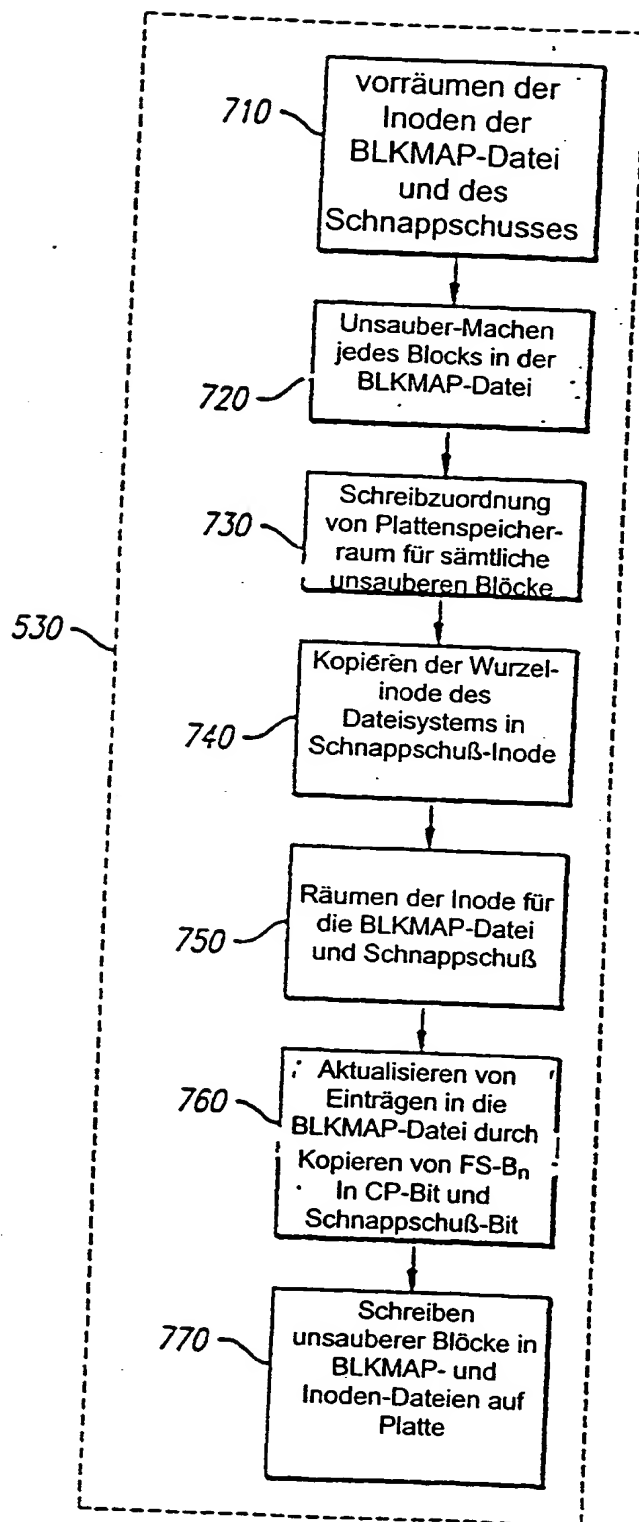 710
vorräumen der
Inoden der
BLKMAP-Datei
und des
Schnappschusses
720
Unsauber-Machen
jedes Blocks in der
BLKMAP-Datei
730
Schreibzuordnung
von Plattenspeicher-
raum für sämtliche
unsauberen Blöcke
530
740
Kopieren der Wurzel-
inode des
Dateisystems in
Schnappschuß-Inode
750
Räumen der Inode für
die BLKMAP-Datei
und Schnappschuß
760
Aktualisieren von
Einträgen in die
BLKMAP-Datei durch
Kopieren von FS-Bn
In CP-Bit und
Schnappschuß-Bit
770
Schreiben
unsauberer Blöcke in
BLKMAP- und
Inoden-Dateien auf
Platte